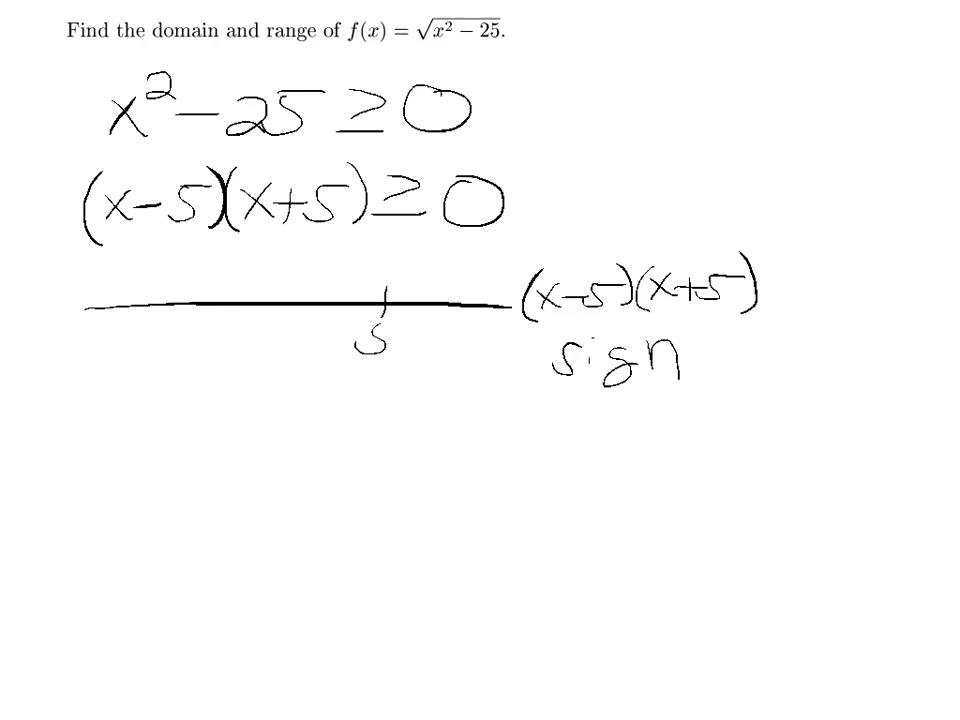 Find the domain and range of f(x) = √(x² − 25).
x² − 25 ≥ 0
(x−5)(x+5) ≥ 0
(x−5)(x+5)
5
sign